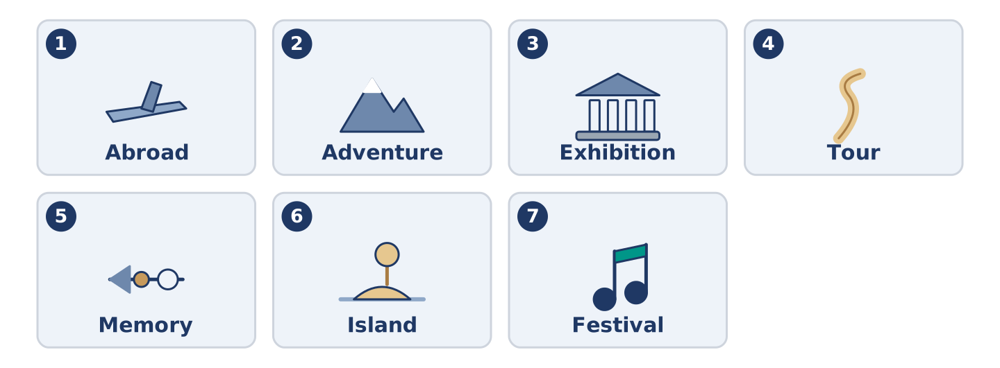 1
Abroad
2
Adventure
3
Exhibition
4
Tour
5
Memory
6
Island
7
Festival